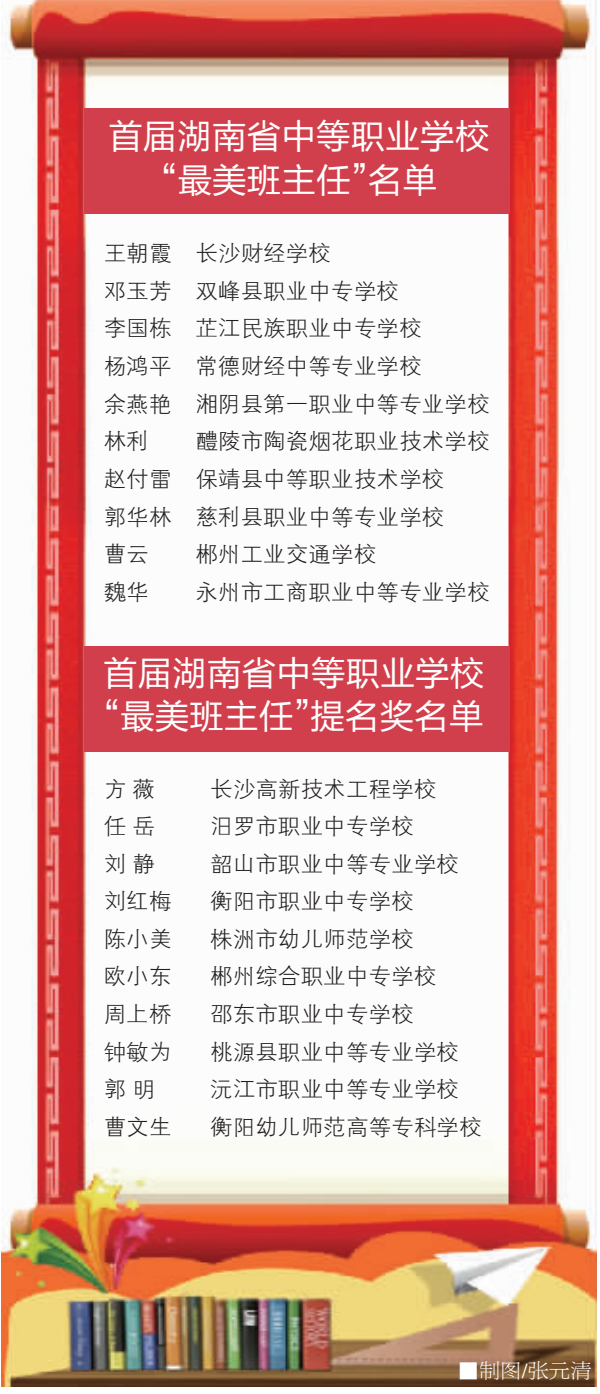 首届湖南省中等职业学校
“最美班主任”名单
王朝霞 长沙财经学校
邓玉芳 双峰县职业中专学校
李国栋 芷江民族职业中专学校
杨鸿平 常德财经中等专业学校
余燕艳 湘阴县第一职业中等专业学校
林利 醴陵市陶瓷烟花职业技术学校
赵付雷 保靖县中等职业技术学校
郭华林 慈利县职业中等专业学校
曹云 郴州工业交通学校
魏华 永州市工商职业中等专业学校
首届湖南省中等职业学校
“最美班主任”提名奖名单
方 薇 长沙高新技术工程学校
任 岳 汨罗市职业中专学校
刘 静 韶山市职业中等专业学校
刘红梅 衡阳市职业中专学校
陈小美 株洲市幼儿师范学校
欧小东 郴州综合职业中专学校
周上桥 邵东市职业中专学校
钟敏为 桃源县职业中等专业学校
郭 明 沅江市职业中等专业学校
曹文生 衡阳幼儿师范高等专科学校
■制图/张元清